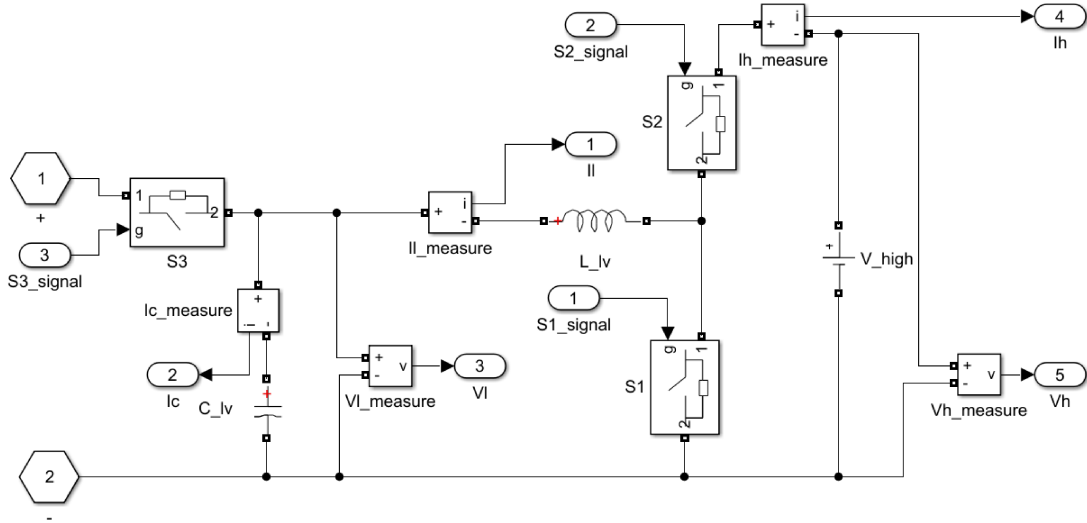 2
S2_signal
+
i
-
Ih_measure
4
Ih
g
1
S2
2
1
Il
1
+
1
2
g
S3
3
S3_signal
+
i
-
Il_measure
+
L_lv
+
V_high
1
S1_signal
Ic_measure
+
i
-
g
1
S1
2
2
Ic
+
C_lv
+
-
v
Vl_measure
3
Vl
+
-
v
Vh_measure
5
Vh
2
-